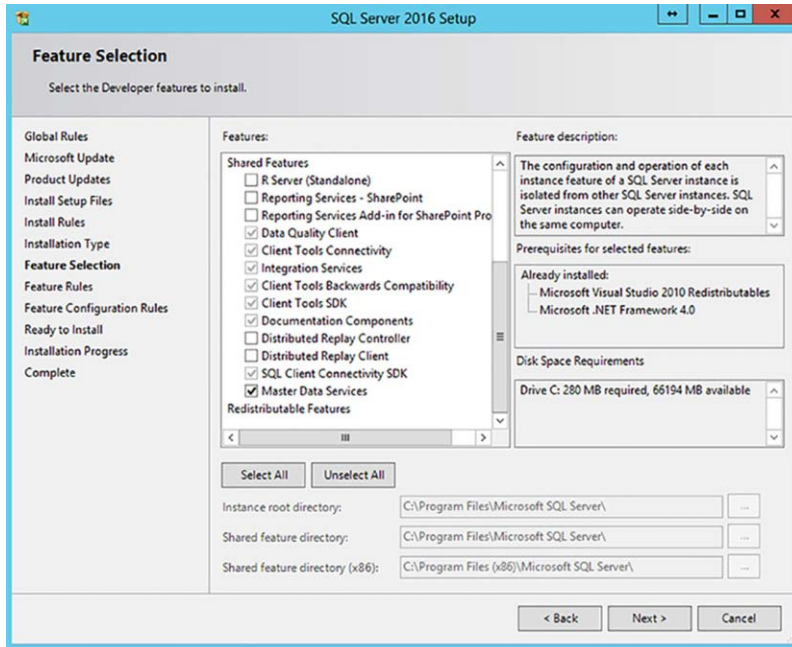 SQL Server 2016 Setup
Feature Selection
Select the Developer features to install.
Global Rules
Microsoft Update
Product Updates
Install Setup Files
Install Rules
Installation Type
Feature Selection
Feature Rules
Feature Configuration Rules
Ready to Install
Installation Progress
Complete
Features:
Shared Features
R Server (Standalone)
Reporting Services - SharePoint
Reporting Services Add-in for SharePoint Pro
Data Quality Client
Client Tools Connectivity
Integration Services
Client Tools Backwards Compatibility
Client Tools SDK
Documentation Components
Distributed Replay Controller
Distributed Replay Client
SQL Client Connectivity SDK
Master Data Services
Redistributable Features
Feature description:
The configuration and operation of each
instance feature of a SQL Server instance is
isolated from other SQL Server instances. SQL
Server instances can operate side-by-side on
the same computer.
Prerequisites for selected features:
Already installed:
Microsoft Visual Studio 2010 Redistributables
Microsoft .NET Framework 4.0
Disk Space Requirements
Drive C: 280 MB required, 66194 MB available
Select All
Unselect All
Instance root directory:
C:\Program Files\Microsoft SQL Server\
...
Shared feature directory:
C:\Program Files\Microsoft SQL Server\
...
Shared feature directory (x86):
C:\Program Files (x86)\Microsoft SQL Server\
...
< Back
Next >
Cancel